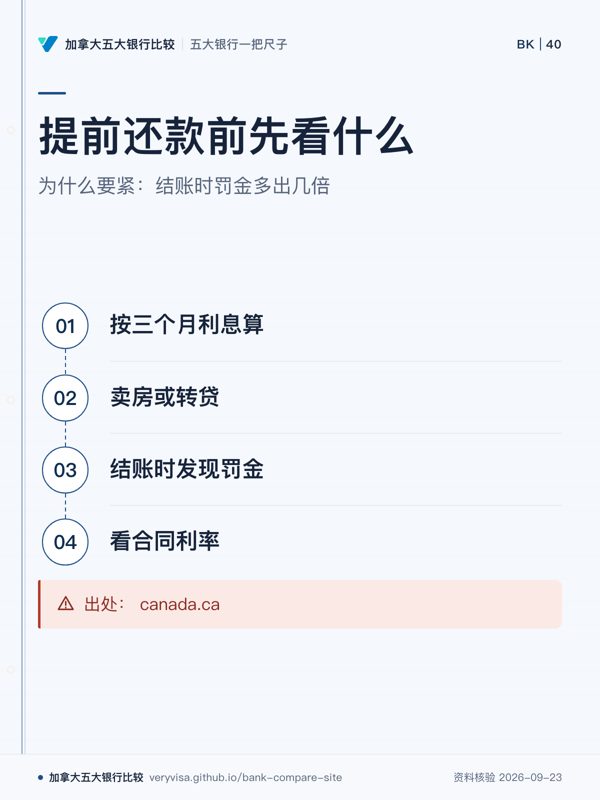 加拿大五大银行比较 五大银行一把尺子 BK | 40
提前还款前先看什么
为什么要紧：结账时罚金多出几倍
01 按三个月利息算
02 卖房或转贷
03 结账时发现罚金
04 看合同利率
出处： canada.ca
加拿大五大银行比较 veryvisa.github.io/bank-compare-site 资料核验 2026-09-23